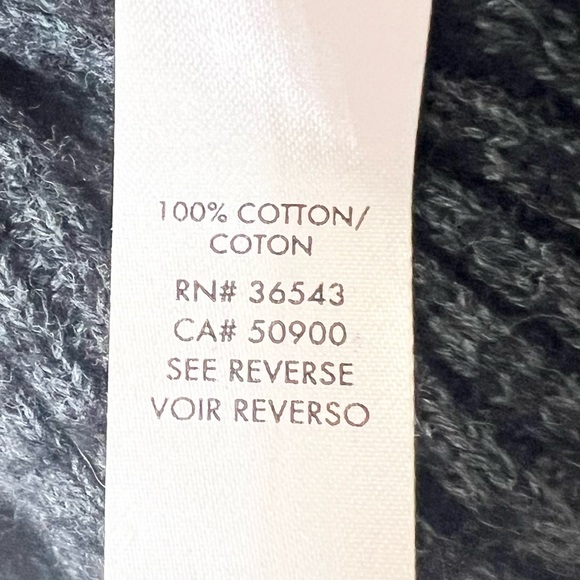 100% COTTON/
COTON
RN# 36543
CA# 50900
SEE REVERSE
VOIR REVERSO